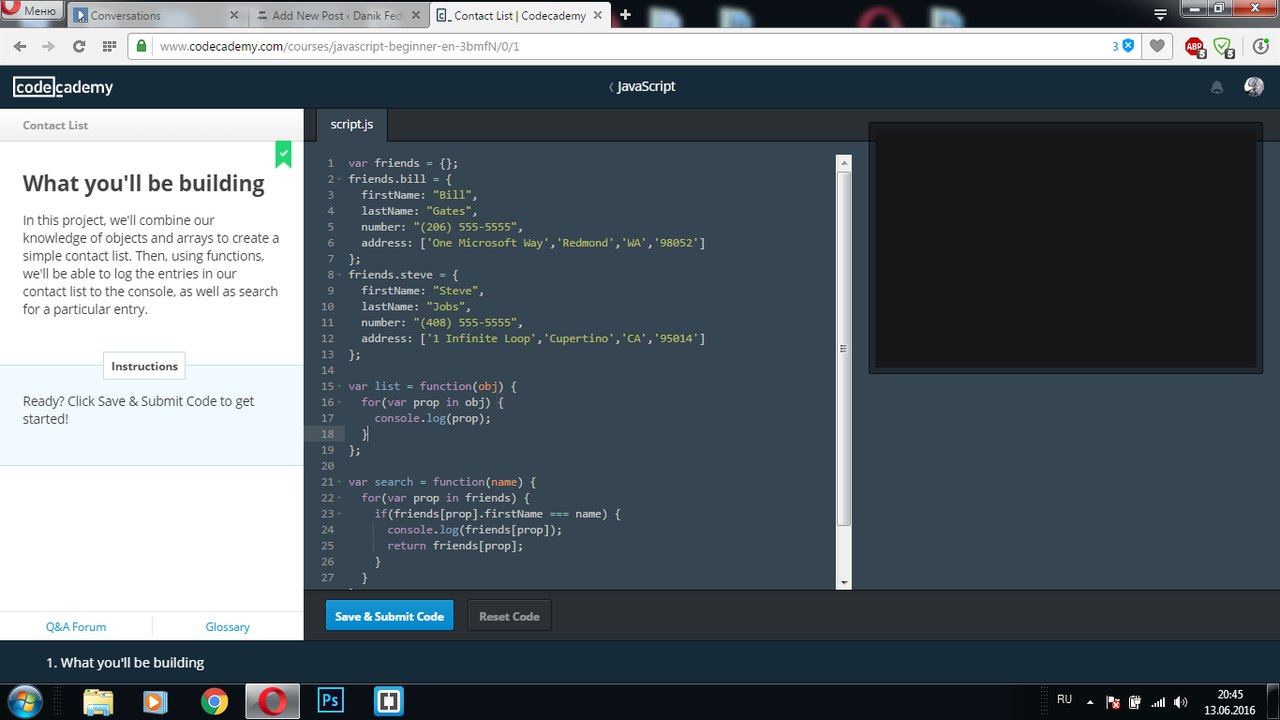 Меню
Conversations
Add New Post ‹ Danik Fed
Contact List | Codecademy
www.codecademy.com/courses/javascript-beginner-en-3bmfN/0/1
3
ABP
5
5
codecademy
‹ JavaScript
Contact List
script.js
What you'll be building
In this project, we'll combine our
knowledge of objects and arrays to create a
simple contact list. Then, using functions,
we'll be able to log the entries in our
contact list to the console, as well as search
for a particular entry.
Instructions
Ready? Click Save & Submit Code to get
started!
Q&A Forum
Glossary
1 var friends = {};
2 friends.bill = {
3 firstName: "Bill",
4 lastName: "Gates",
5 number: "(206) 555-5555",
6 address: ['One Microsoft Way','Redmond','WA','98052']
7 };
8 friends.steve = {
9 firstName: "Steve",
10 lastName: "Jobs",
11 number: "(408) 555-5555",
12 address: ['1 Infinite Loop','Cupertino','CA','95014']
13 };
14
15 var list = function(obj) {
16 for(var prop in obj) {
17 console.log(prop);
18 }
19 };
20
21 var search = function(name) {
22 for(var prop in friends) {
23 if(friends[prop].firstName === name) {
24 console.log(friends[prop]);
25 return friends[prop];
26 }
27 }
Save & Submit Code
Reset Code
1. What you'll be building
Ps
RU
20:45
13.06.2016